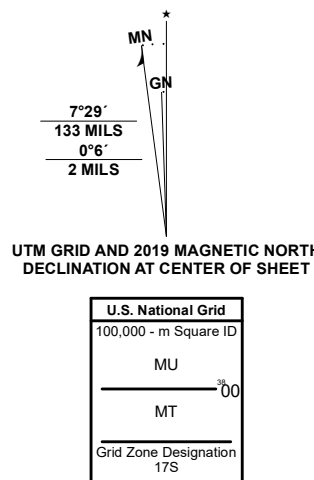 ★
MN
GN
7°29´
133 MILS
0°6´
2 MILS
UTM GRID AND 2019 MAGNETIC NORTH
DECLINATION AT CENTER OF SHEET
U.S. National Grid
100,000 - m Square ID
MU
³⁸00
MT
Grid Zone Designation
17S